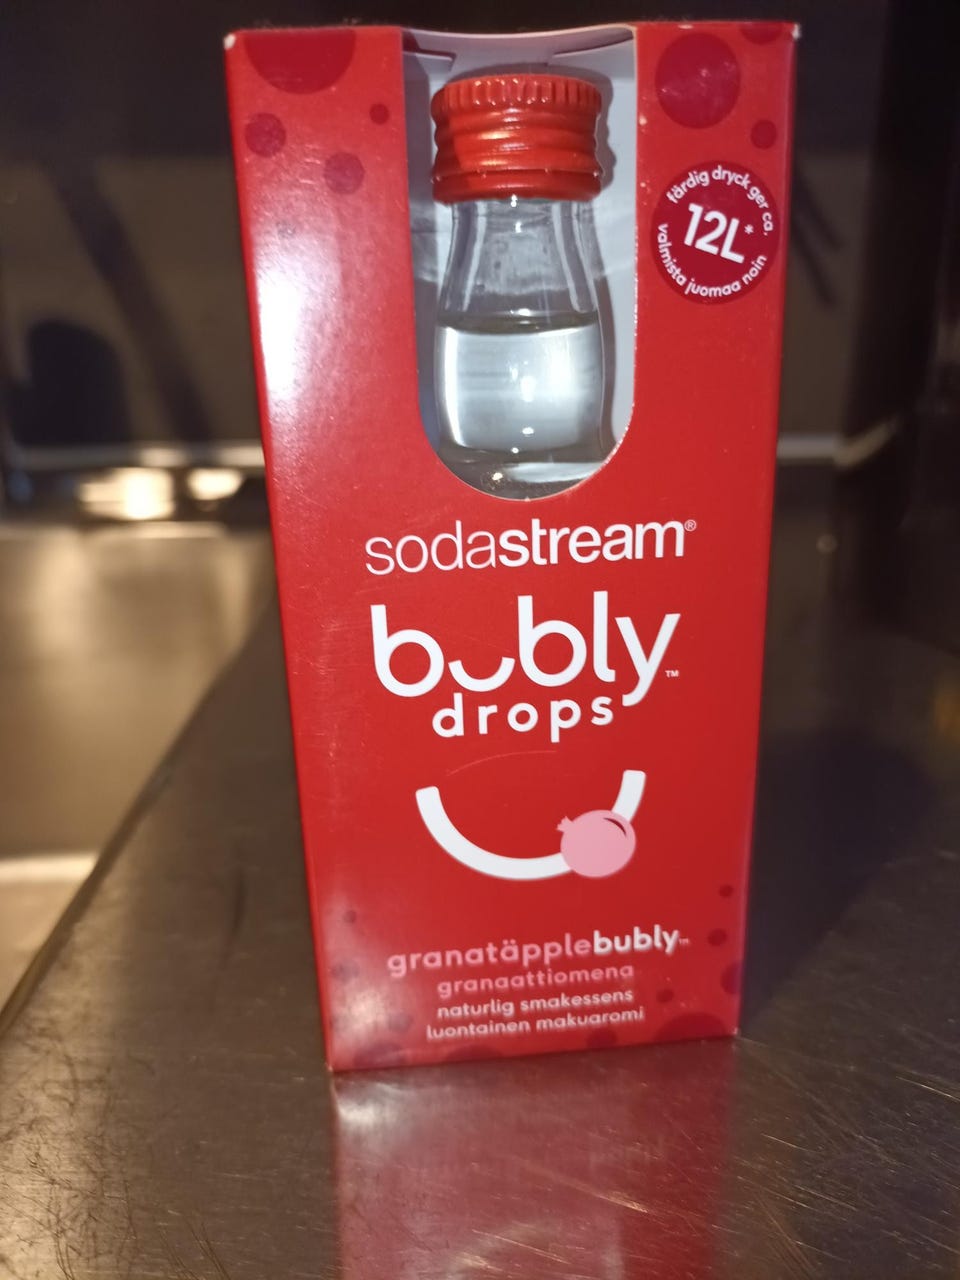 färdig dryck ger ca.
12L*
valmista juomaa noin
sodastream®
bubly™
drops
granatäpplebubly™
granaattiomena
naturlig smakessens
luontainen makuaromi